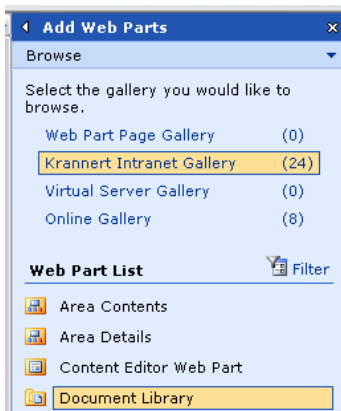 Add Web Parts
Browse
Select the gallery you would like to
browse.
Web Part Page Gallery (0)
Krannert Intranet Gallery (24)
Virtual Server Gallery (0)
Online Gallery (8)
Web Part List Filter
Area Contents
Area Details
Content Editor Web Part
Document Library